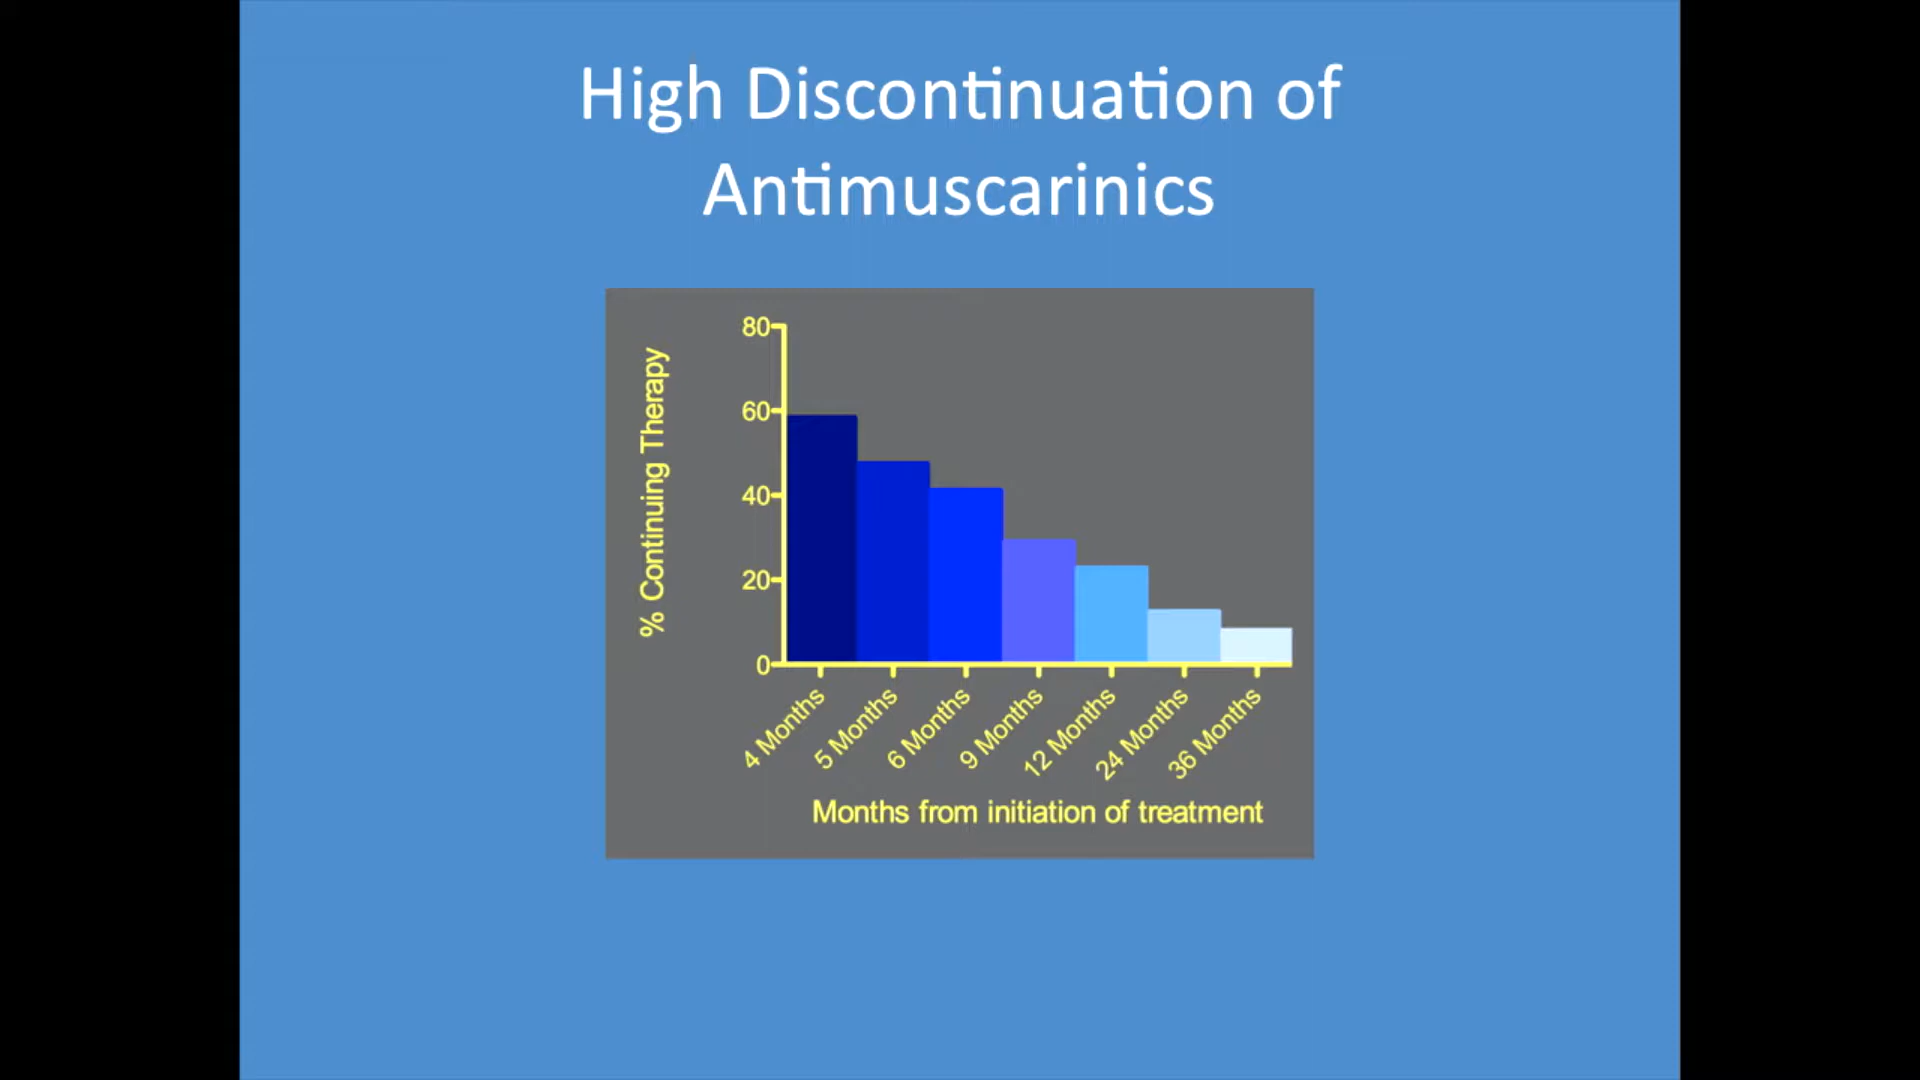 High Discontinuation of
Antimuscarinics
% Continuing Therapy
80
60
40
20
0
4 Months
5 Months
6 Months
9 Months
12 Months
24 Months
36 Months
Months from initiation of treatment